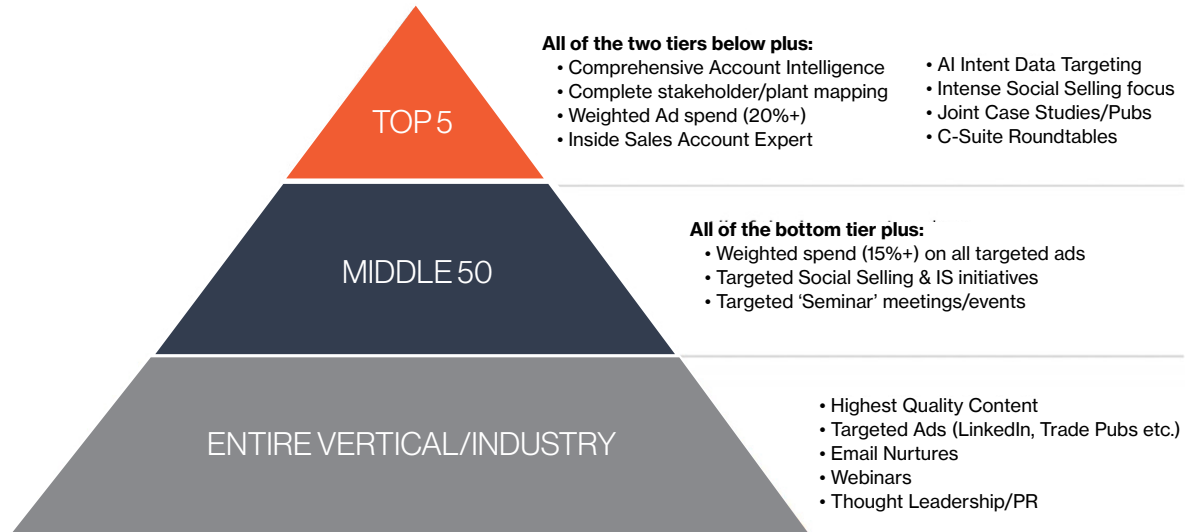 TOP 5
All of the two tiers below plus:
• Comprehensive Account Intelligence
• Complete stakeholder/plant mapping
• Weighted Ad spend (20%+)
• Inside Sales Account Expert
• AI Intent Data Targeting
• Intense Social Selling focus
• Joint Case Studies/Pubs
• C-Suite Roundtables
MIDDLE 50
All of the bottom tier plus:
• Weighted spend (15%+) on all targeted ads
• Targeted Social Selling & IS initiatives
• Targeted ‘Seminar’ meetings/events
ENTIRE VERTICAL/INDUSTRY
• Highest Quality Content
• Targeted Ads (LinkedIn, Trade Pubs etc.)
• Email Nurtures
• Webinars
• Thought Leadership/PR